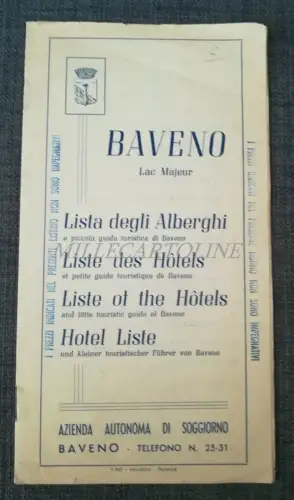 BAVENO
Lac Majeur
Lista degli Alberghi
e piccola guida turistica di Baveno
MILLECARTOLINE
Liste des Hôtels
et petite guide touristique de Baveno
Liste of the Hôtels
and little touristic guide of Baveno
Hotel Liste
und kleiner touristischer Führer von Baveno
I PREZZI INDICATI NEL PRESENTE LISTINO NON SONO IMPEGNATIVI
I PREZZI INDICATI NEL PRESENTE LISTINO NON SONO IMPEGNATIVI
AZIENDA AUTONOMA DI SOGGIORNO
BAVENO - TELEFONO N. 25-31